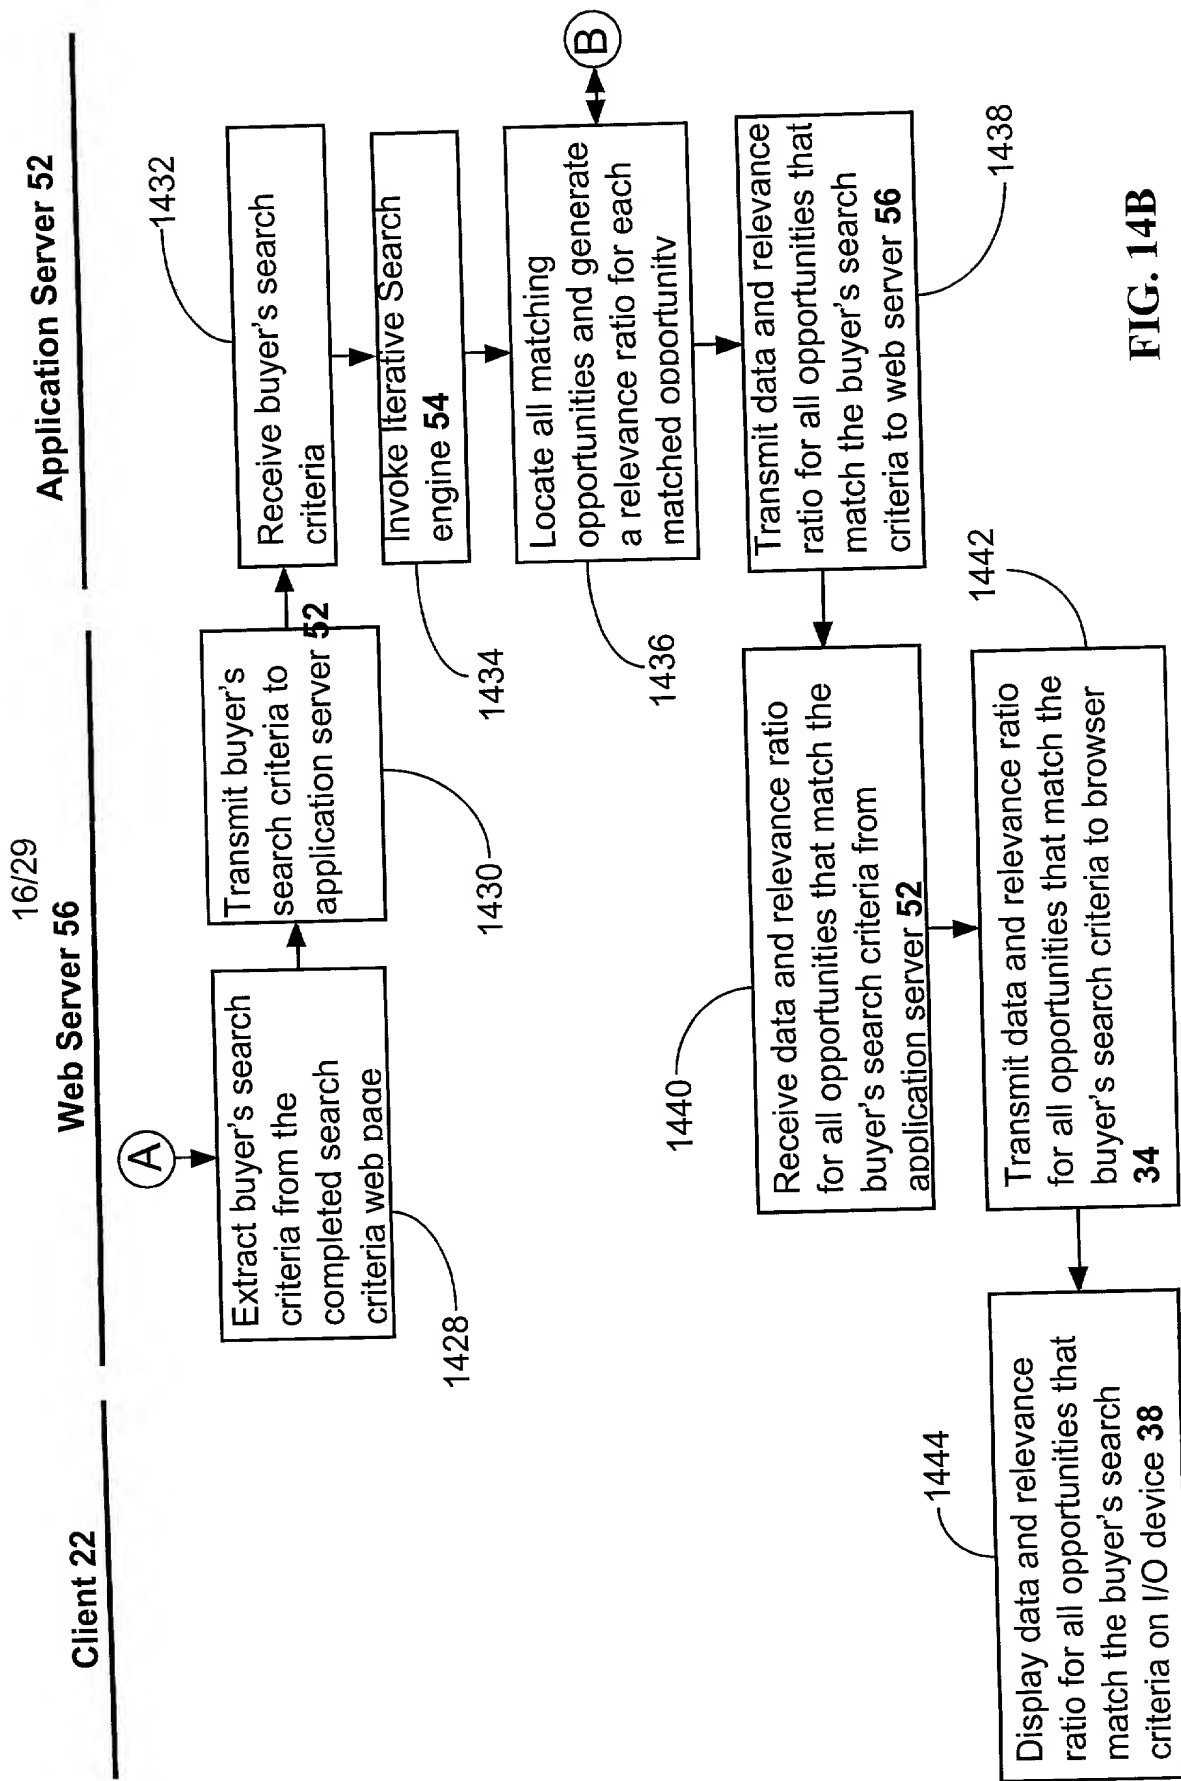 16/29
Client 22
Web Server 56
Application Server 52
A
Extract buyer's search
criteria from the
completed search
criteria web page
1428
Transmit buyer's
search criteria to
application server 52
1430
Receive buyer's search
criteria
1432
Invoke Iterative Search
engine 54
1434
Locate all matching
opportunities and generate
a relevance ratio for each
matched opportunity
1436
B
Transmit data and relevance
ratio for all opportunities that
match the buyer's search
criteria to web server 56
1438
Receive data and relevance ratio
for all opportunities that match the
buyer's search criteria from
application server 52
1440
Transmit data and relevance ratio
for all opportunities that match the
buyer's search criteria to browser
34
1442
Display data and relevance
ratio for all opportunities that
match the buyer's search
criteria on I/O device 38
1444
FIG. 14B